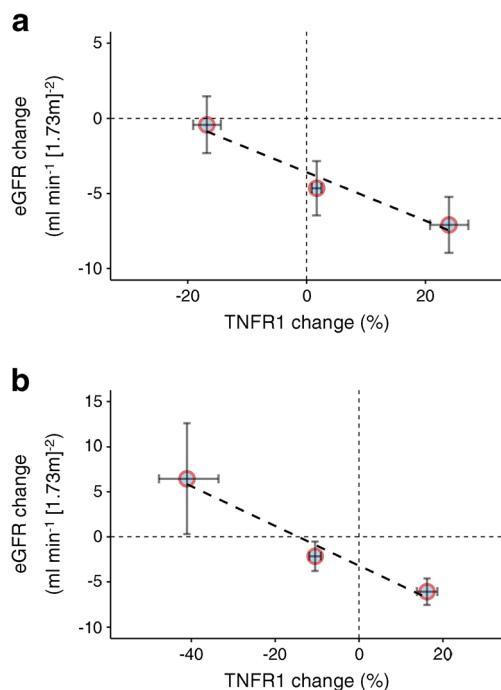 a
5
0
-5
-10
eGFR change
(ml min⁻¹ [1.73m]⁻²)
-20
0
20
TNFR1 change (%)
b
15
10
5
0
-5
-10
eGFR change
(ml min⁻¹ [1.73m]⁻²)
-40
-20
0
20
TNFR1 change (%)